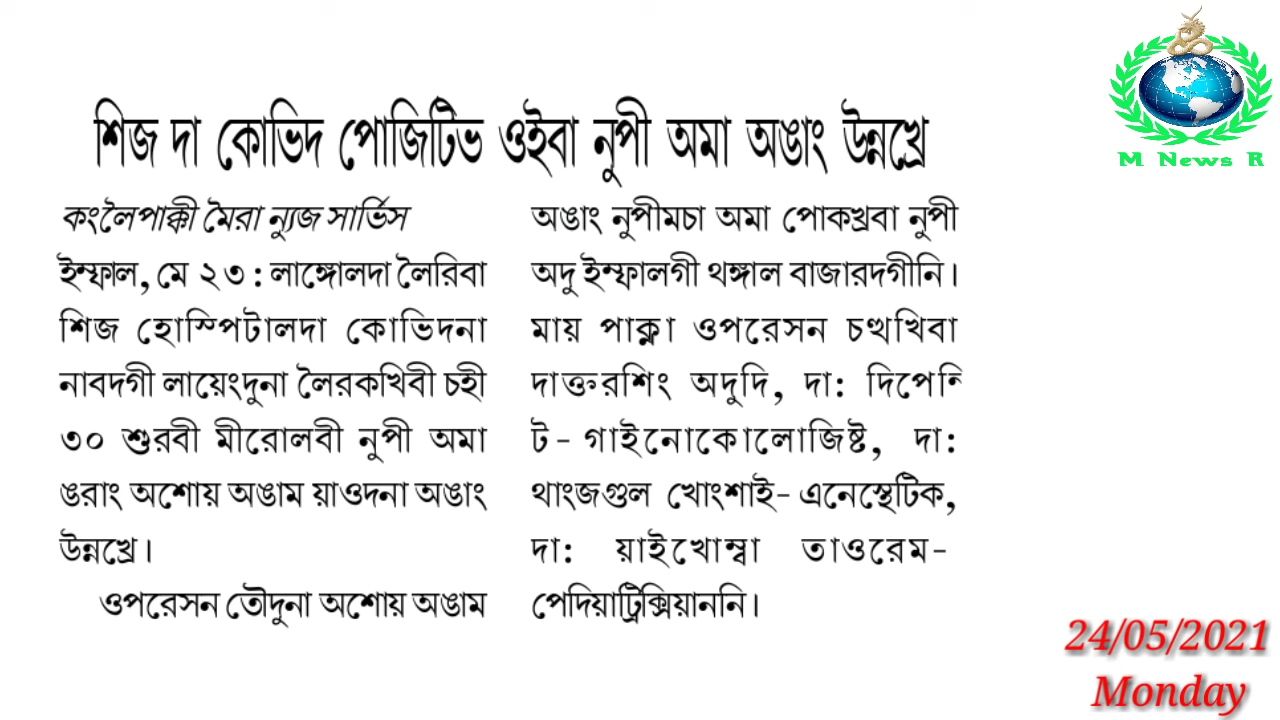 শিজ দা কোভিদ পোজিটিভ ওইবা নুপী অমা অঙাং উন্নখ্রে
কংলৈপাক্কী মৈরা ন্যুজ সার্ভিস
ইম্ফাল, মে ২৩ : লাঙ্গোলদা লৈরিবা
শিজ হোস্পিটালদা কোভিদনা
নাবদগী লায়েংদুনা লৈরকখিবী চহী
৩০ শুরবী মীরোলবী নুপী অমা
ঙরাং অশোয় অঙাম য়াওদনা অঙাং
উন্নখ্রে।
ওপরেসন তৌদুনা অশোয় অঙাম
অঙাং নুপীমচা অমা পোকখ্রবা নুপী
অদু ইম্ফালগী থঙ্গাল বাজারদগীনি।
মায় পাক্না ওপরেসন চত্থখিবা
দাক্তরশিং অদুদি, দা: দিপেন্দি
ট - গাইনোকোলোজিষ্ট, দা:
থাংজগুল খোংশাই - এনেস্থেটিক,
দা: য়াইখোম্বা তাওরেম-
পেদিয়াট্রিক্সিয়াননি।
M News R
24/05/2021
Monday